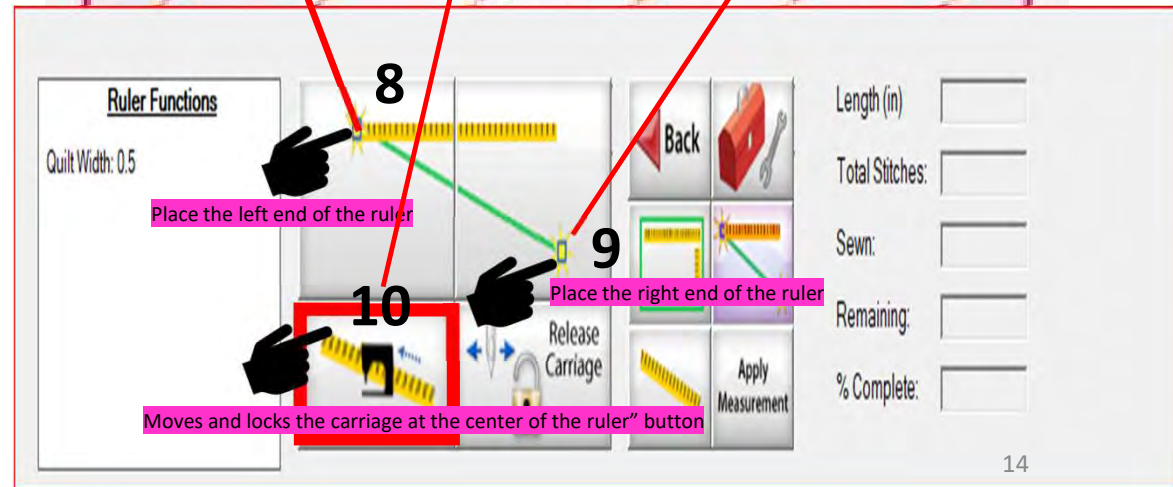 Ruler Functions
Quilt Width: 0.5
8
Place the left end of the ruler
9
Place the right end of the ruler
10
Moves and locks the carriage at the center of the ruler” button
Release
Carriage
Back
Apply
Measurement
Length (in)
Total Stitches:
Sewn:
Remaining:
% Complete:
14